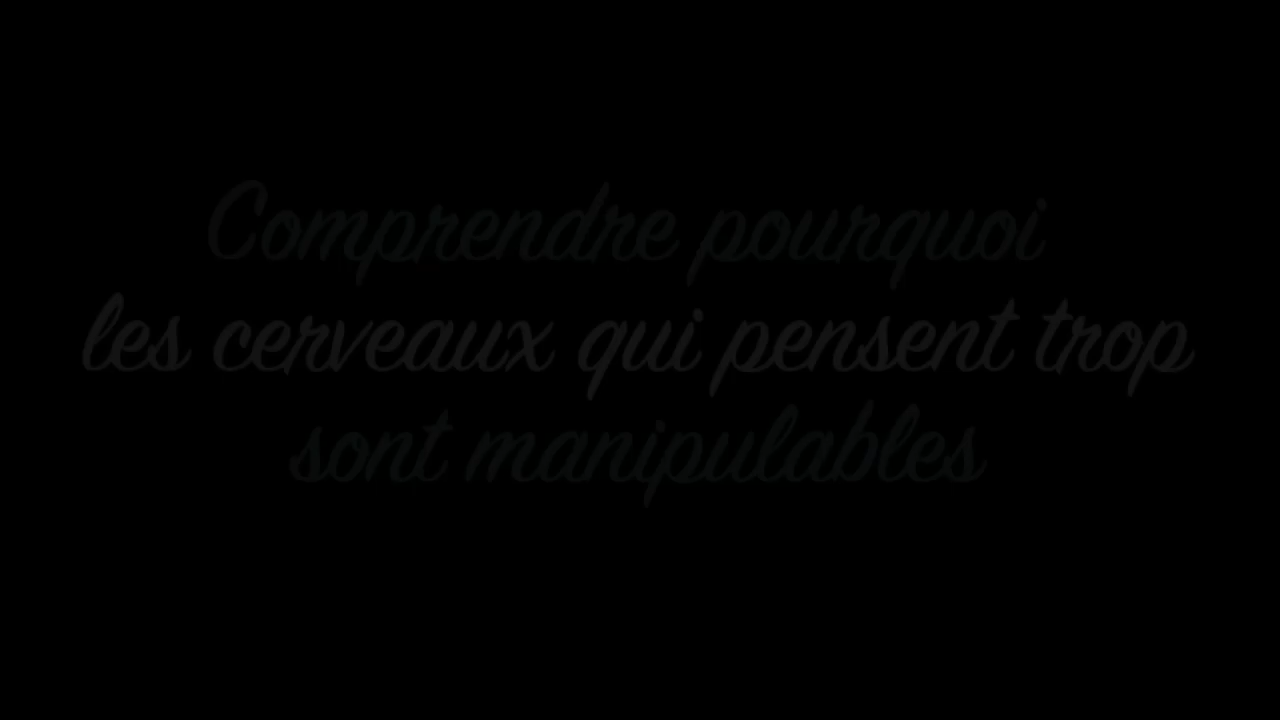 Comprendre pourquoi
les cerveaux qui pensent trop
sont manipulables